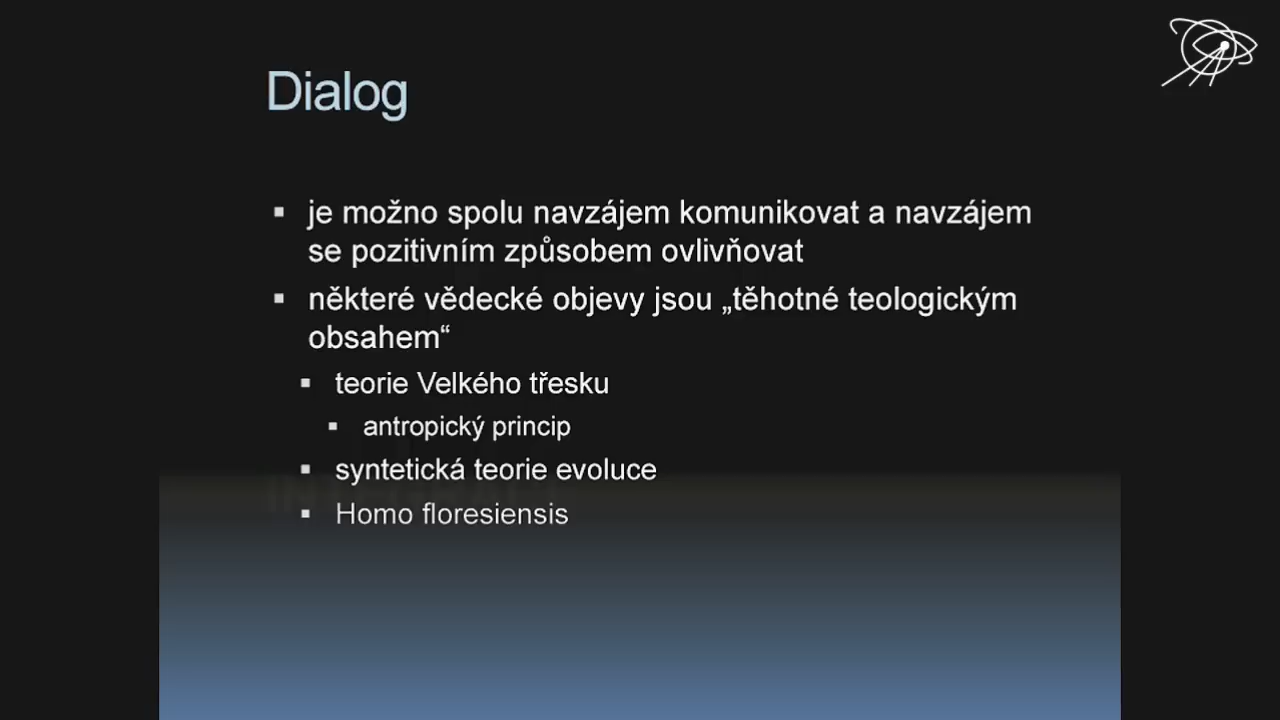 Dialog
je možno spolu navzájem komunikovat a navzájem
se pozitivním způsobem ovlivňovat
některé vědecké objevy jsou „těhotné teologickým
obsahem“
teorie Velkého třesku
antropický princip
syntetická teorie evoluce
Homo floresiensis